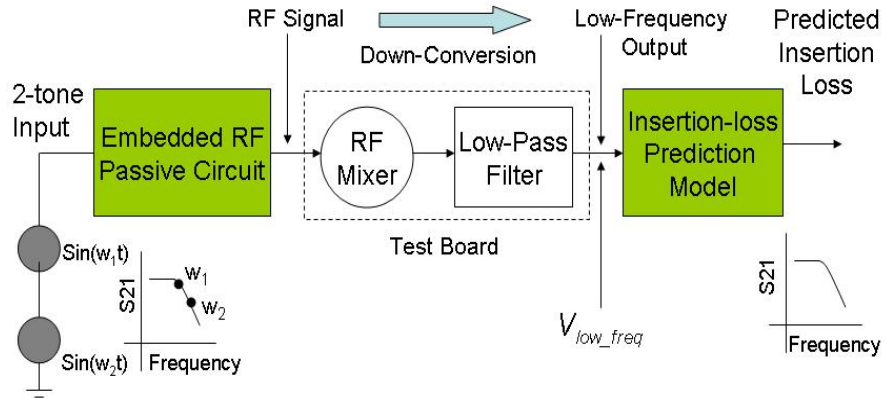 RF Signal
Down-Conversion
Low-Frequency
Output
Predicted
Insertion
Loss
2-tone
Input
Embedded RF
Passive Circuit
RF
Mixer
Low-Pass
Filter
Insertion-loss
Prediction
Model
Test Board
Sin(w1t)
Sin(w2t)
S21
w1
w2
Frequency
Vlow_freq
S21
Frequency